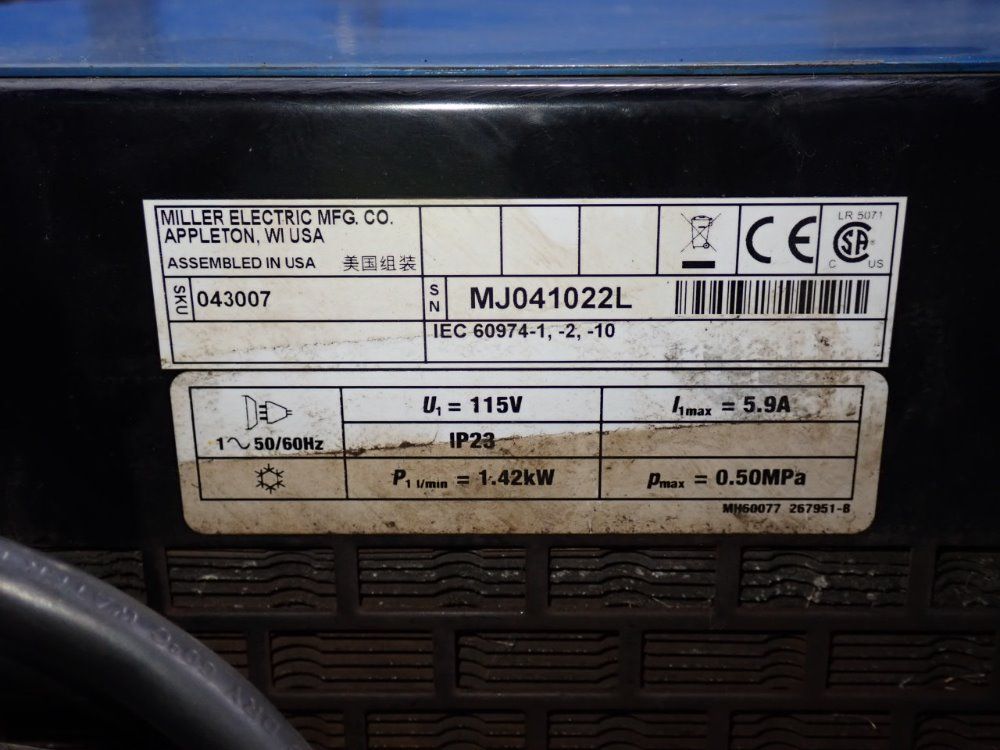 MILLER ELECTRIC MFG. CO.
APPLETON, WI USA
ASSEMBLED IN USA 美国组装
CE
LR 5071
CSA®
C US
SKU 043007
SN MJ041022L
IEC 60974-1, -2, -10
1~ 50/60Hz
U₁ = 115V
I₁max = 5.9A
IP23
P₁ l/min = 1.42kW
pmax = 0.50MPa
MH60077 267951-B